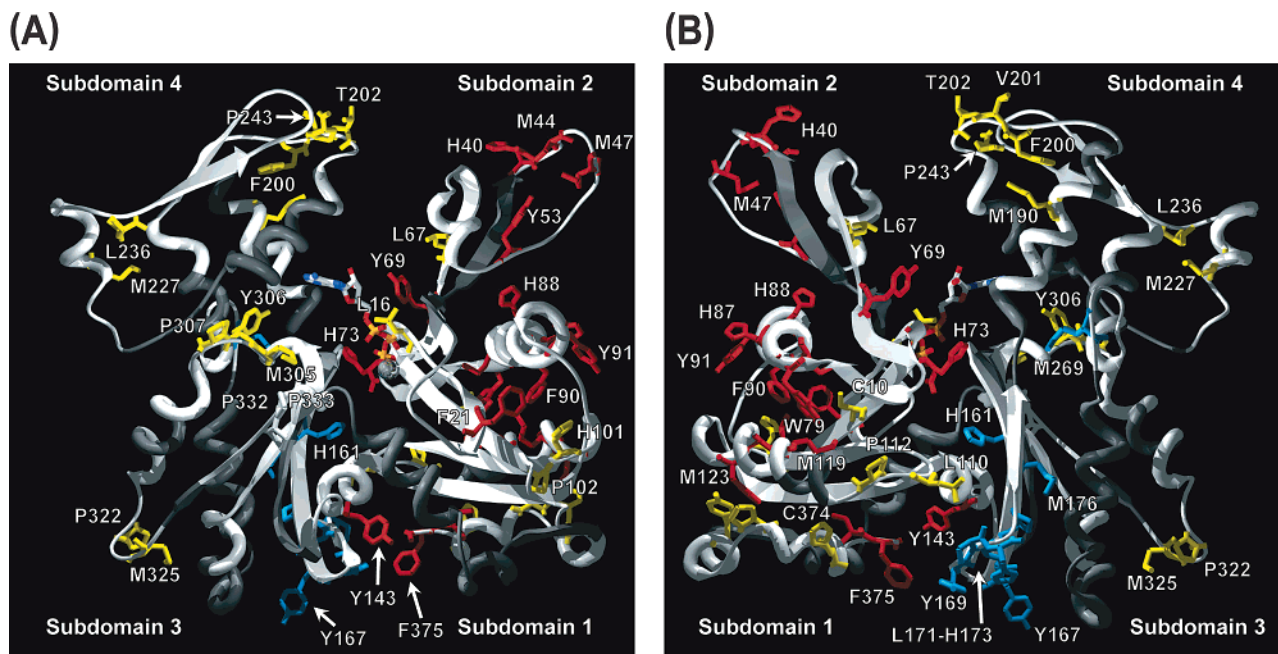 (A)
Subdomain 4
Subdomain 2
P243
T202
M44
H40
M47
F200
Y53
L236
L67
M227
Y69
H88
Y306
L16
P307
H73
Y91
M305
F90
P332
P333
F21
H101
H161
P102
P322
M325
Y143
Subdomain 3
Y167
F375
Subdomain 1
(B)
Subdomain 2
T202
V201
Subdomain 4
H40
F200
P243
M47
M190
L67
L236
Y69
M227
H88
H87
Y306
H73
Y91
M269
F90
C10
H161
W79
P112
M119
L110
M123
M176
C374
Y143
M325
P322
F375
Y169
Subdomain 1
L171-H173
Y167
Subdomain 3